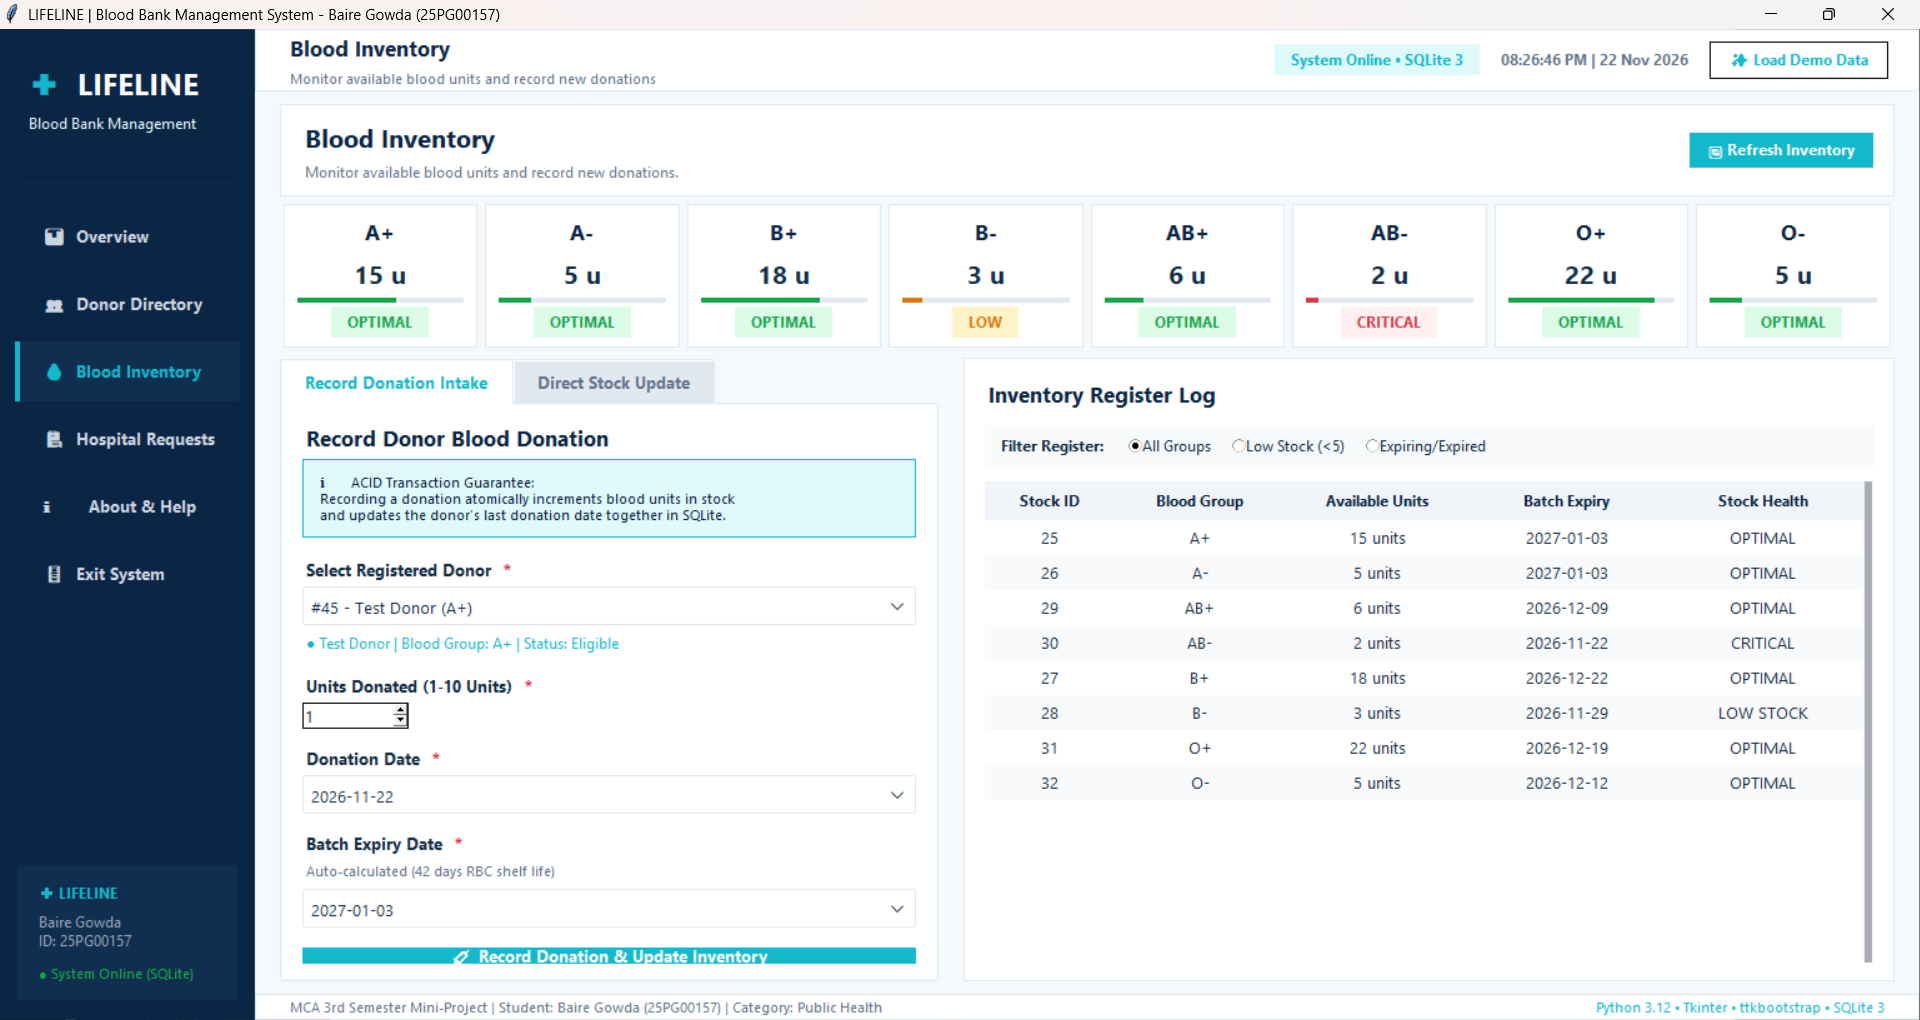 LIFELINE | Blood Bank Management System - Baire Gowda (25PG00157)
LIFELINE
Blood Bank Management
Overview
Donor Directory
Blood Inventory
Hospital Requests
About & Help
Exit System
LIFELINE
Baire Gowda
ID: 25PG00157
● System Online (SQLite)
Blood Inventory
Monitor available blood units and record new donations
System Online • SQLite 3
08:26:46 PM | 22 Nov 2026
Load Demo Data
Blood Inventory
Monitor available blood units and record new donations.
Refresh Inventory
A+
15 u
OPTIMAL
A-
5 u
OPTIMAL
B+
18 u
OPTIMAL
B-
3 u
LOW
AB+
6 u
OPTIMAL
AB-
2 u
CRITICAL
O+
22 u
OPTIMAL
O-
5 u
OPTIMAL
Record Donation Intake
Direct Stock Update
Record Donor Blood Donation
ℹ ACID Transaction Guarantee:
Recording a donation atomically increments blood units in stock
and updates the donor's last donation date together in SQLite.
Select Registered Donor *
#45 - Test Donor (A+)
● Test Donor | Blood Group: A+ | Status: Eligible
Units Donated (1-10 Units) *
1
Donation Date *
2026-11-22
Batch Expiry Date *
Auto-calculated (42 days RBC shelf life)
2027-01-03
Record Donation & Update Inventory
Inventory Register Log
Filter Register: All Groups Low Stock (<5) Expiring/Expired
Stock ID Blood Group Available Units Batch Expiry Stock Health
25 A+ 15 units 2027-01-03 OPTIMAL
26 A- 5 units 2027-01-03 OPTIMAL
29 AB+ 6 units 2026-12-09 OPTIMAL
30 AB- 2 units 2026-11-22 CRITICAL
27 B+ 18 units 2026-12-22 OPTIMAL
28 B- 3 units 2026-11-29 LOW STOCK
31 O+ 22 units 2026-12-19 OPTIMAL
32 O- 5 units 2026-12-12 OPTIMAL
MCA 3rd Semester Mini-Project | Student: Baire Gowda (25PG00157) | Category: Public Health
Python 3.12 • Tkinter • ttkbootstrap • SQLite 3